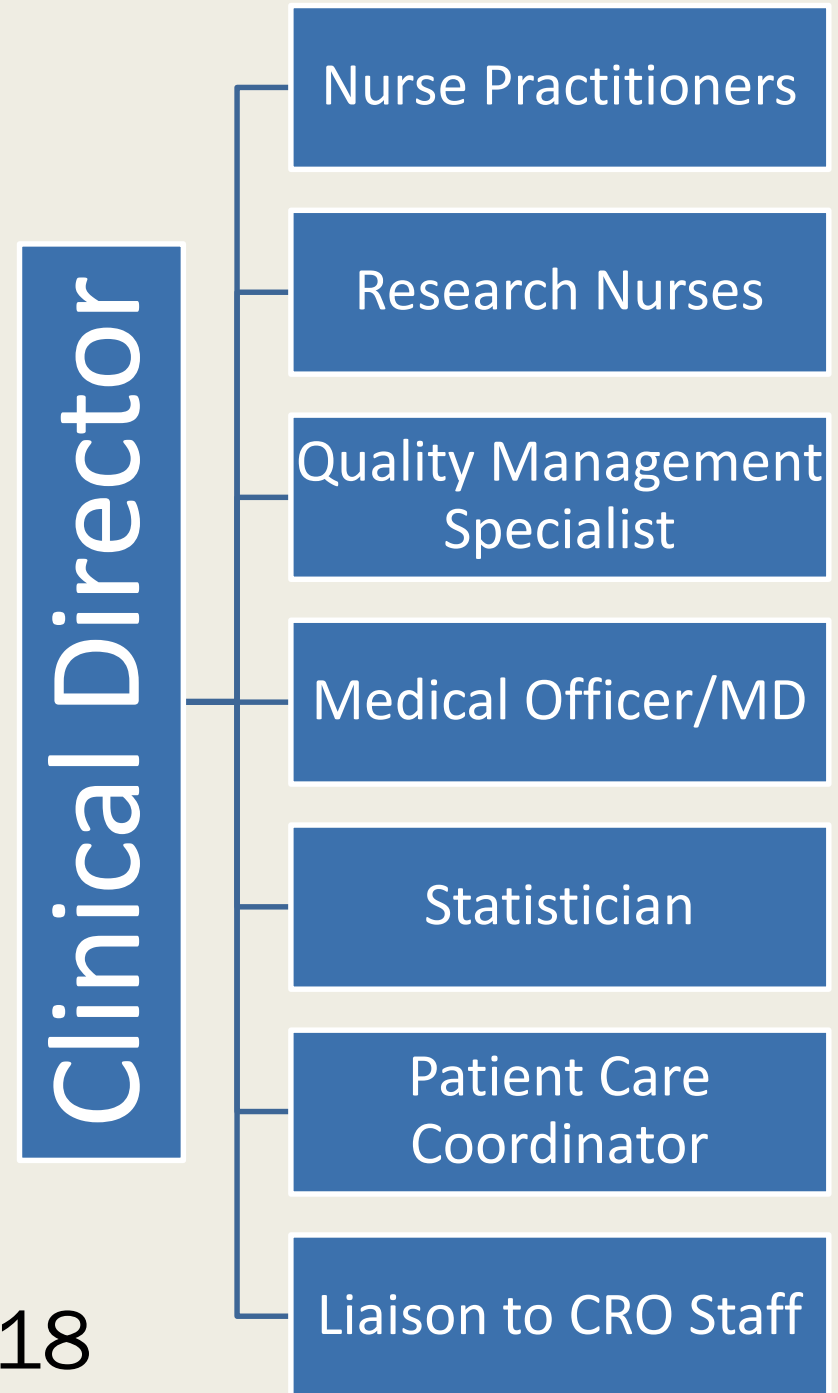 Clinical Director
Nurse Practitioners
Research Nurses
Quality Management
Specialist
Medical Officer/MD
Statistician
Patient Care
Coordinator
Liaison to CRO Staff
18